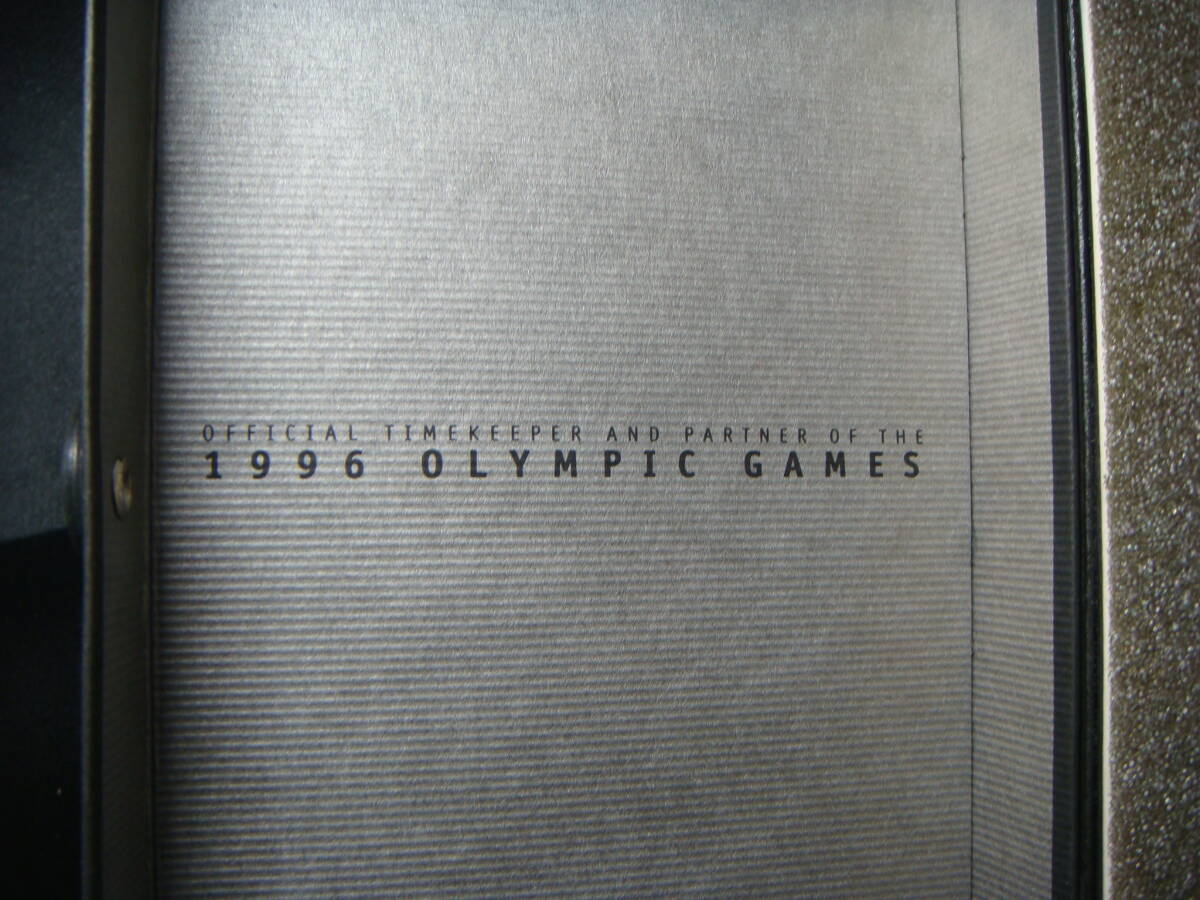 OFFICIAL TIMEKEEPER AND PARTNER OF THE
1996 OLYMPIC GAMES